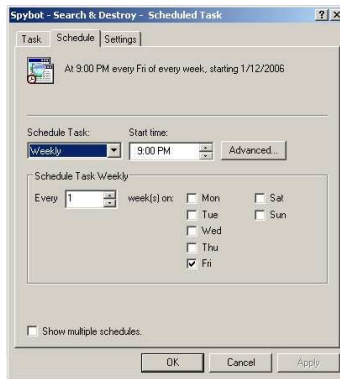 Spybot - Search & Destroy - Scheduled Task
Task Schedule Settings
At 9:00 PM every Fri of every week, starting 1/12/2006
Schedule Task: Start time:
Weekly 9:00 PM Advanced...
Schedule Task Weekly
Every 1 week(s) on: Mon Sat
Tue Sun
Wed
Thu
Fri
Show multiple schedules.
OK Cancel Apply